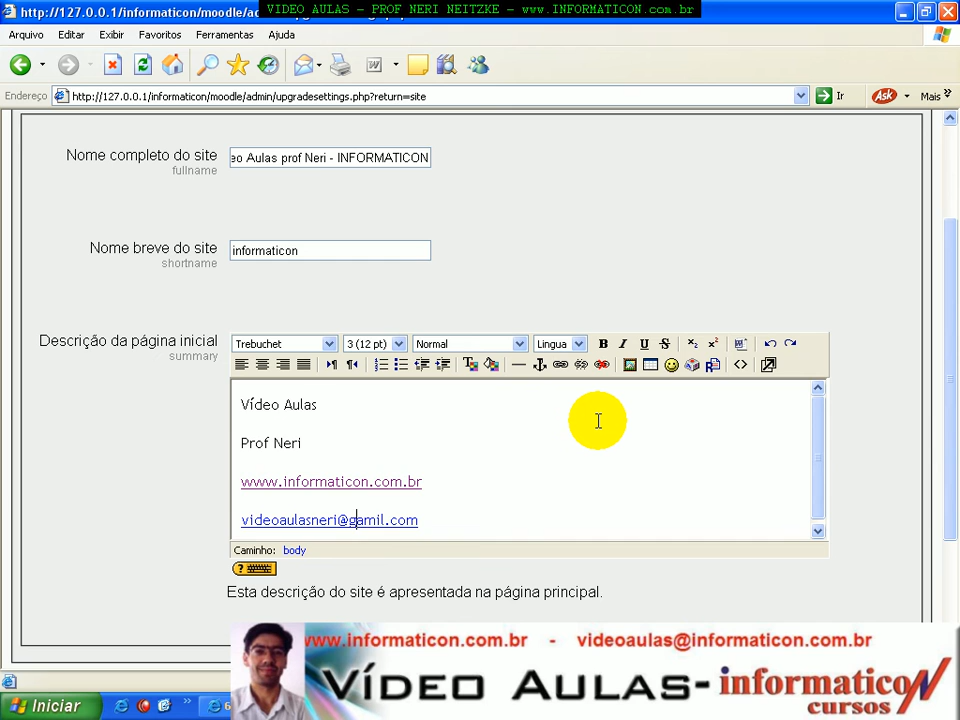 http://127.0.0.1/informaticon/moodle/ad
VIDEO AULAS - PROF NERI NEITZKE - www.INFORMATICON.com.br
Arquivo Editar Exibir Favoritos Ferramentas Ajuda
Endereço http://127.0.0.1/informaticon/moodle/admin/upgradesettings.php?return=site Ir Ask Mais
Nome completo do site
fullname
eo Aulas prof Neri - INFORMATICON
Nome breve do site
shortname
informaticon
Descrição da página inicial
summary
Trebuchet 3 (12 pt) Normal Lingua B I U S
Vídeo Aulas
Prof Neri
www.informaticon.com.br
videoaulasneri@gamil.com
Caminho: body
Esta descrição do site é apresentada na página principal.
www.informaticon.com.br - videoaulas@informaticon.com.br
VÍDEO AULAS- informaticoN
cursos
Iniciar